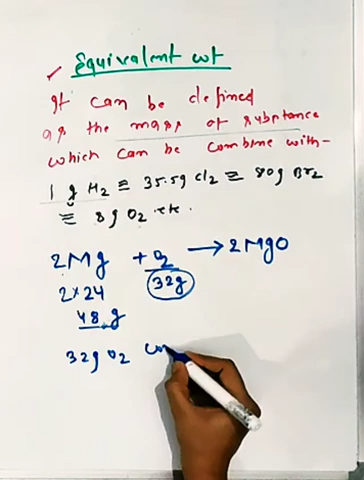 Equivalent wt
It can be defined
as the mass of substance
which can be combine with-
1 g H₂ ≡ 35.5g Cl₂ ≡ 80g Br₂
≡ 8g O₂ etc.
2Mg + O₂ → 2MgO
2×24 32g
48 g
32g O₂ co